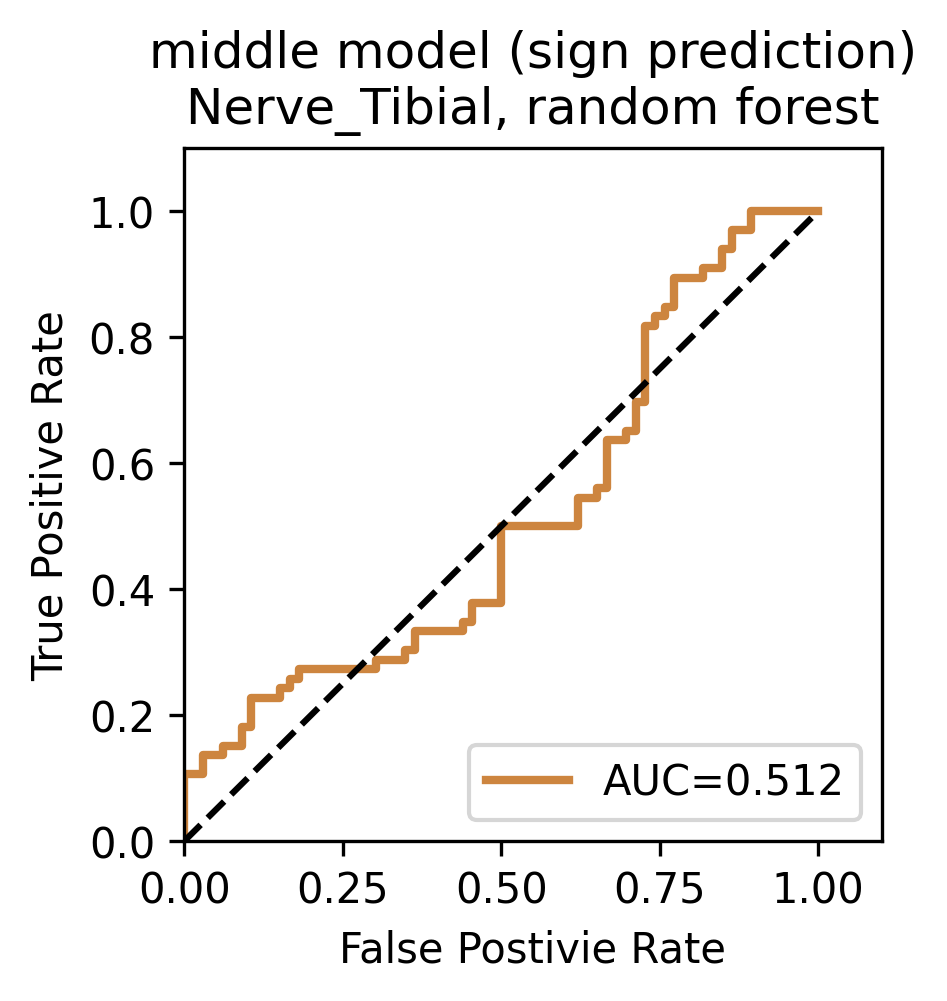 middle model (sign prediction)
Nerve_Tibial, random forest
1.0
0.8
0.6
0.4
0.2
0.0
True Positive Rate
AUC=0.512
0.00 0.25 0.50 0.75 1.00
False Postivie Rate